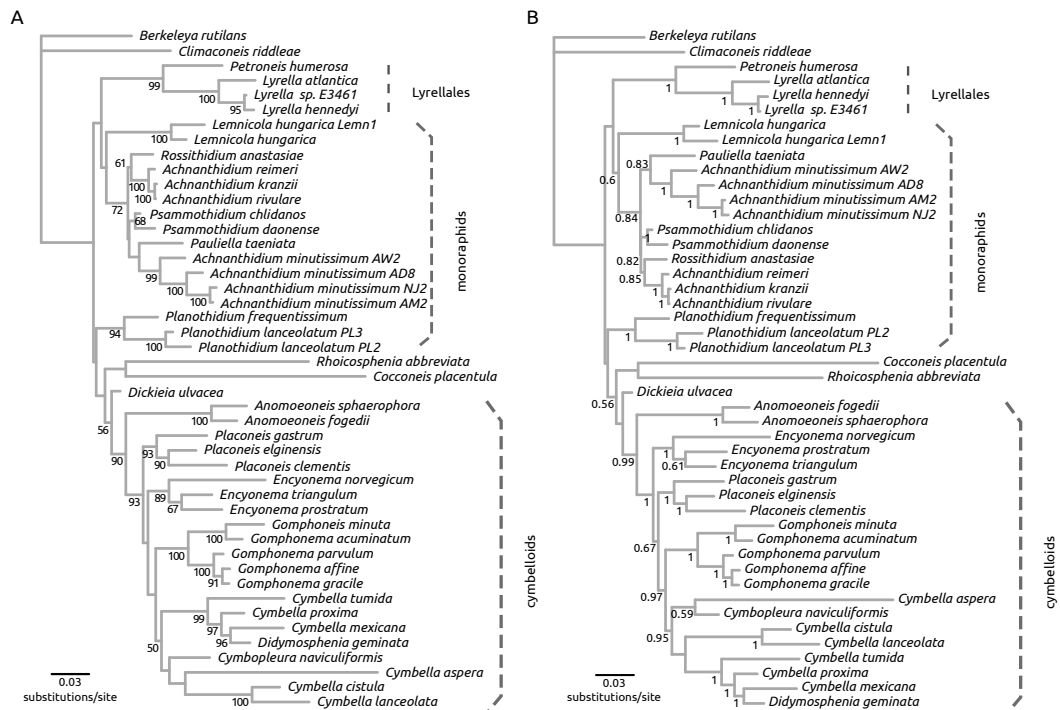 A
Berkeleya rutilans
Climaconeis riddleae
Petroneis humerosa
99
Lyrella atlantica
100
Lyrella sp. E3461
95
Lyrella hennedyi
Lyrellales
Lemnicola hungarica Lemn1
100
Lemnicola hungarica
Rossithidium anastasiae
61
Achnanthidium reimeri
100
Achnanthidium kranzii
100
Achnanthidium rivulare
72
Psammothidium chlidanos
68
Psammothidium daonense
Pauliella taeniata
Achnanthidium minutissimum AW2
99
Achnanthidium minutissimum AD8
100
Achnanthidium minutissimum NJ2
100
Achnanthidium minutissimum AM2
monoraphids
Planothidium frequentissimum
94
Planothidium lanceolatum PL3
100
Planothidium lanceolatum PL2
Rhoicosphenia abbreviata
Cocconeis placentula
Dickieia ulvacea
56
Anomoeoneis sphaerophora
100
Anomoeoneis fogedii
90
Placoneis gastrum
93
Placoneis elginensis
90
Placoneis clementis
93
Encyonema norvegicum
89
Encyonema triangulum
67
Encyonema prostratum
Gomphoneis minuta
100
Gomphonema acuminatum
100
Gomphonema parvulum
100
Gomphonema affine
91
Gomphonema gracile
cymbelloids
Cymbella tumida
99
Cymbella proxima
97
Cymbella mexicana
96
Didymosphenia geminata
50
Cymbopleura naviculiformis
Cymbella aspera
Cymbella cistula
100
Cymbella lanceolata
0.03
substitutions/site
B
Berkeleya rutilans
Climaconeis riddleae
Petroneis humerosa
1
Lyrella atlantica
1
Lyrella hennedyi
1
Lyrella sp. E3461
Lyrellales
Lemnicola hungarica
1
Lemnicola hungarica Lemn1
0.6
Pauliella taeniata
0.83
Achnanthidium minutissimum AW2
1
Achnanthidium minutissimum AD8
1
Achnanthidium minutissimum AM2
1
Achnanthidium minutissimum NJ2
0.84
Psammothidium chlidanos
1
Psammothidium daonense
0.82
Rossithidium anastasiae
0.85
Achnanthidium reimeri
1
Achnanthidium kranzii
1
Achnanthidium rivulare
monoraphids
Planothidium frequentissimum
1
Planothidium lanceolatum PL2
1
Planothidium lanceolatum PL3
Cocconeis placentula
Rhoicosphenia abbreviata
Dickieia ulvacea
0.56
Anomoeoneis fogedii
1
Anomoeoneis sphaerophora
0.99
Encyonema norvegicum
1
Encyonema prostratum
0.61
Encyonema triangulum
1
Placoneis gastrum
1
Placoneis elginensis
1
Placoneis clementis
0.67
Gomphoneis minuta
1
Gomphonema acuminatum
1
Gomphonema parvulum
1
Gomphonema affine
1
Gomphonema gracile
cymbelloids
0.97
Cymbella aspera
0.59
Cymbopleura naviculiformis
0.95
Cymbella cistula
1
Cymbella lanceolata
Cymbella tumida
1
Cymbella proxima
1
Cymbella mexicana
1
Didymosphenia geminata
0.03
substitutions/site